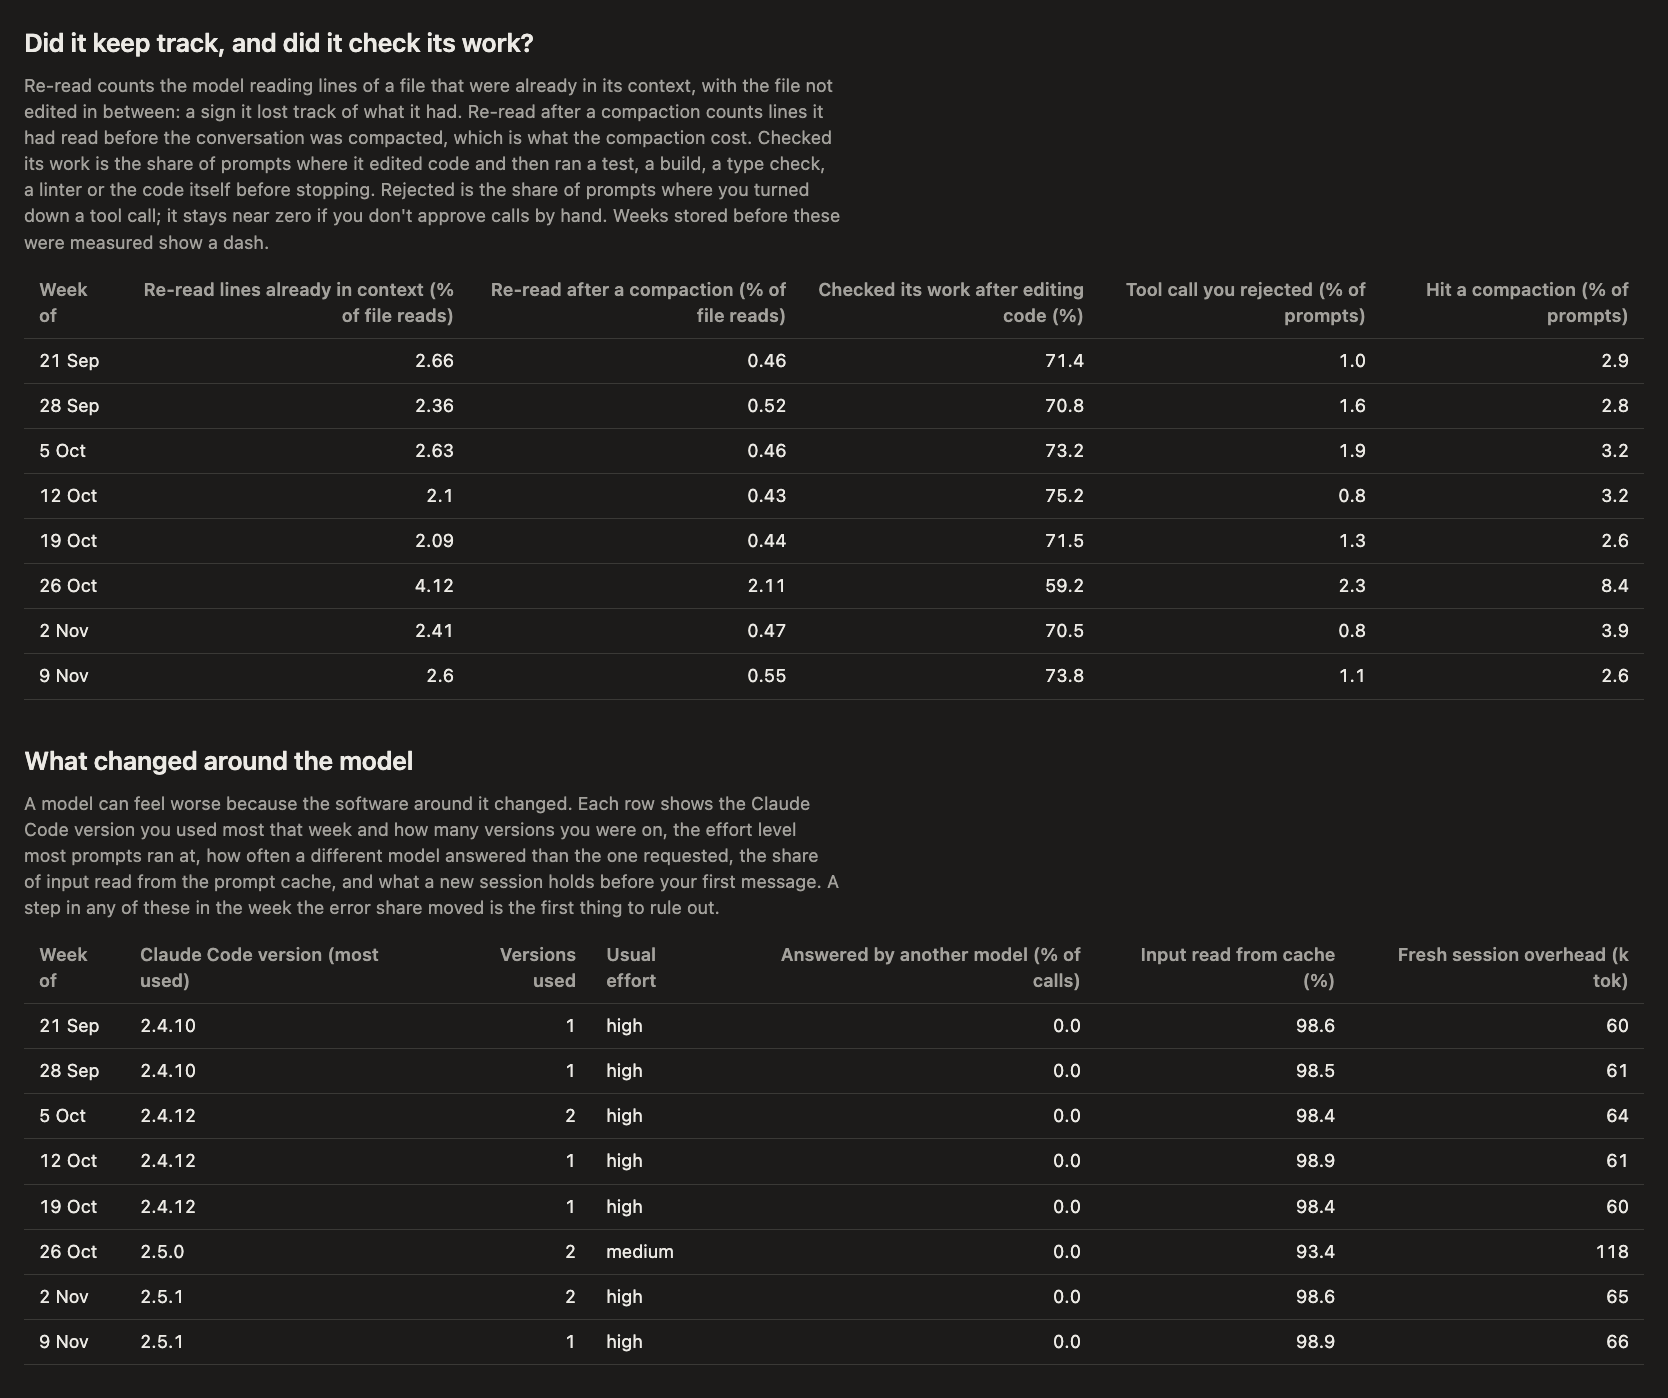 Did it keep track, and did it check its work?
Re-read counts the model reading lines of a file that were already in its context, with the file not
edited in between: a sign it lost track of what it had. Re-read after a compaction counts lines it
had read before the conversation was compacted, which is what the compaction cost. Checked
its work is the share of prompts where it edited code and then ran a test, a build, a type check,
a linter or the code itself before stopping. Rejected is the share of prompts where you turned
down a tool call; it stays near zero if you don't approve calls by hand. Weeks stored before these
were measured show a dash.
Week Re-read lines already in context (% Re-read after a compaction (% of Checked its work after editing Tool call you rejected (% of Hit a compaction (% of
of of file reads) file reads) code (%) prompts) prompts)
21 Sep 2.66 0.46 71.4 1.0 2.9
28 Sep 2.36 0.52 70.8 1.6 2.8
5 Oct 2.63 0.46 73.2 1.9 3.2
12 Oct 2.1 0.43 75.2 0.8 3.2
19 Oct 2.09 0.44 71.5 1.3 2.6
26 Oct 4.12 2.11 59.2 2.3 8.4
2 Nov 2.41 0.47 70.5 0.8 3.9
9 Nov 2.6 0.55 73.8 1.1 2.6
What changed around the model
A model can feel worse because the software around it changed. Each row shows the Claude
Code version you used most that week and how many versions you were on, the effort level
most prompts ran at, how often a different model answered than the one requested, the share
of input read from the prompt cache, and what a new session holds before your first message. A
step in any of these in the week the error share moved is the first thing to rule out.
Week Claude Code version (most Versions Usual Answered by another model (% of Input read from cache Fresh session overhead (k
of used) used effort calls) (%) tok)
21 Sep 2.4.10 1 high 0.0 98.6 60
28 Sep 2.4.10 1 high 0.0 98.5 61
5 Oct 2.4.12 2 high 0.0 98.4 64
12 Oct 2.4.12 1 high 0.0 98.9 61
19 Oct 2.4.12 1 high 0.0 98.4 60
26 Oct 2.5.0 2 medium 0.0 93.4 118
2 Nov 2.5.1 2 high 0.0 98.6 65
9 Nov 2.5.1 1 high 0.0 98.9 66